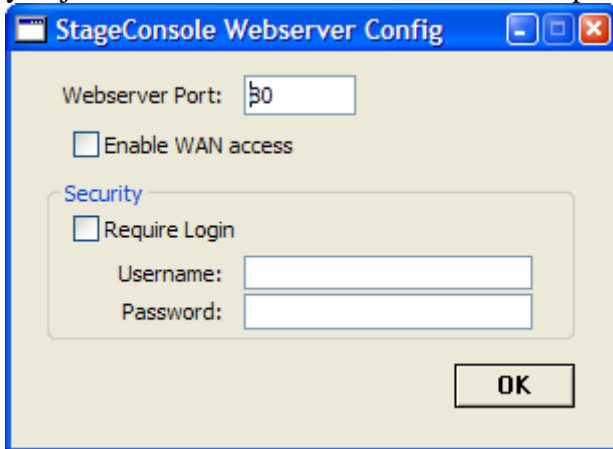 StageConsole Webserver Config
Webserver Port: 80
Enable WAN access
Security
Require Login
Username:
Password:
OK